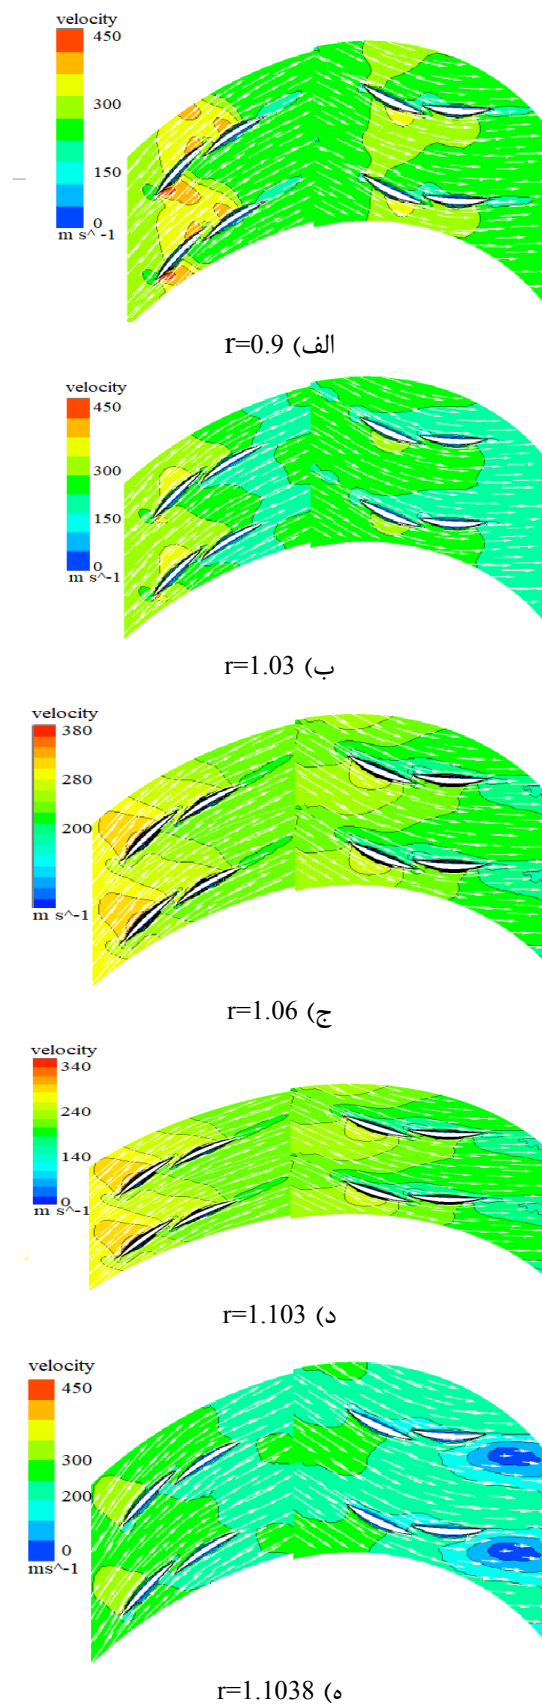 velocity
450
300
150
0
m s^ -1
الف) r=0.9
velocity
450
300
150
0
m s^-1
ب) r=1.03
velocity
380
280
200
m s^-1
ج) r=1.06
velocity
340
240
140
0
m s^-1
د) r=1.103
velocity
450
300
200
0
ms^-1
ه) r=1.1038